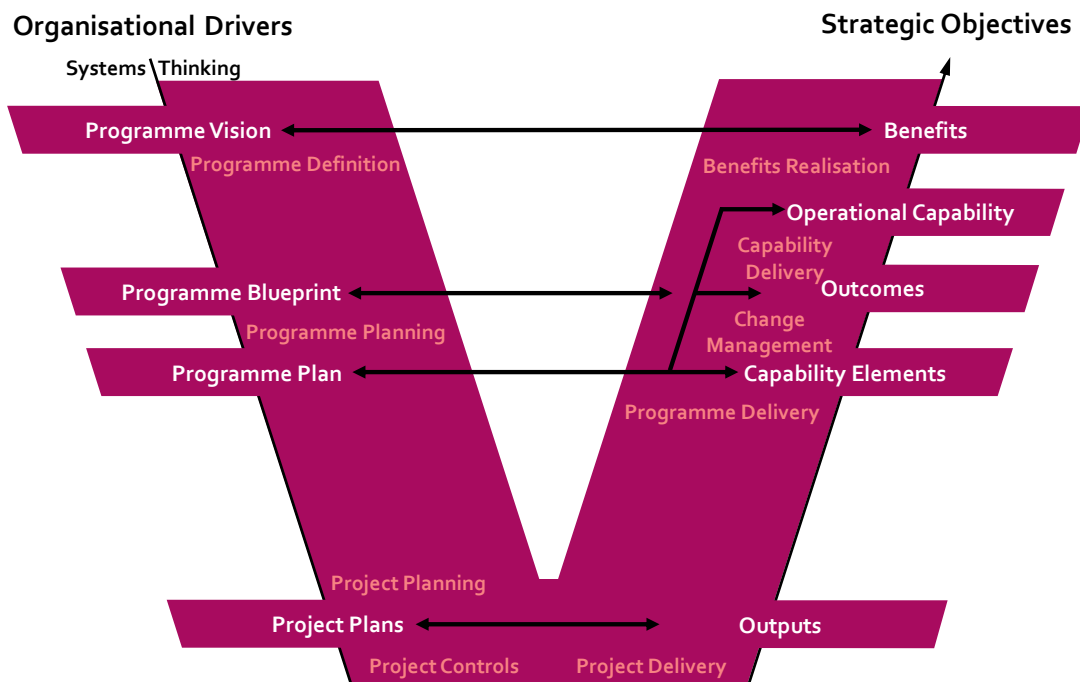 Organisational Drivers
Strategic Objectives
Systems Thinking
Programme Vision
Benefits
Programme Definition
Benefits Realisation
Operational Capability
Capability
Delivery
Programme Blueprint
Outcomes
Programme Planning
Change
Management
Programme Plan
Capability Elements
Programme Delivery
Project Planning
Project Plans
Outputs
Project Controls
Project Delivery